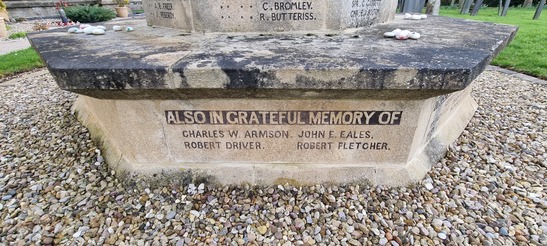 C. BROMLEY.
R. BUTTERISS.
ALSO IN GRATEFUL MEMORY OF
CHARLES W. ARMSON. JOHN E. EALES,
ROBERT DRIVER. ROBERT FLETCHER.